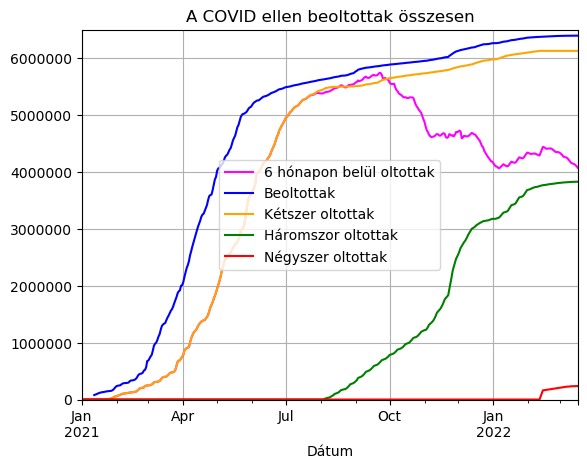 A COVID ellen beoltottak összesen
6000000
5000000
4000000
3000000
2000000
1000000
0
6 hónapon belül oltottak
Beoltottak
Kétszer oltottak
Háromszor oltottak
Négyszer oltottak
Jan Apr Jul Oct Jan
2021 2022
Dátum